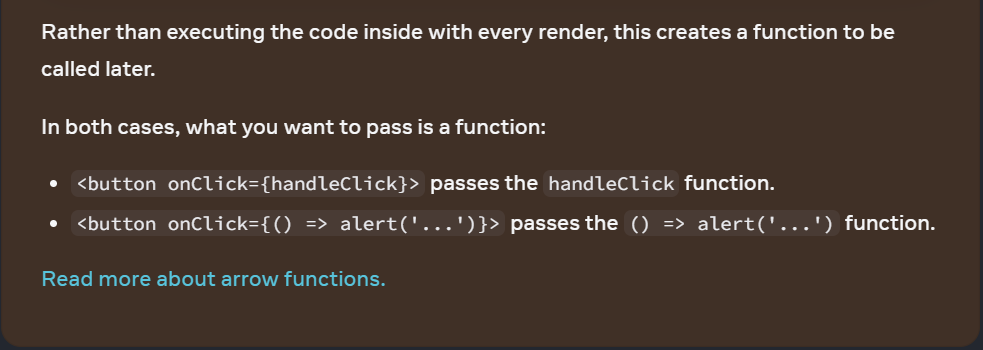 Rather than executing the code inside with every render, this creates a function to be
called later.
In both cases, what you want to pass is a function:
• <button onClick={handleClick}> passes the handleClick function.
• <button onClick={() => alert('...')}> passes the () => alert('...') function.
Read more about arrow functions.